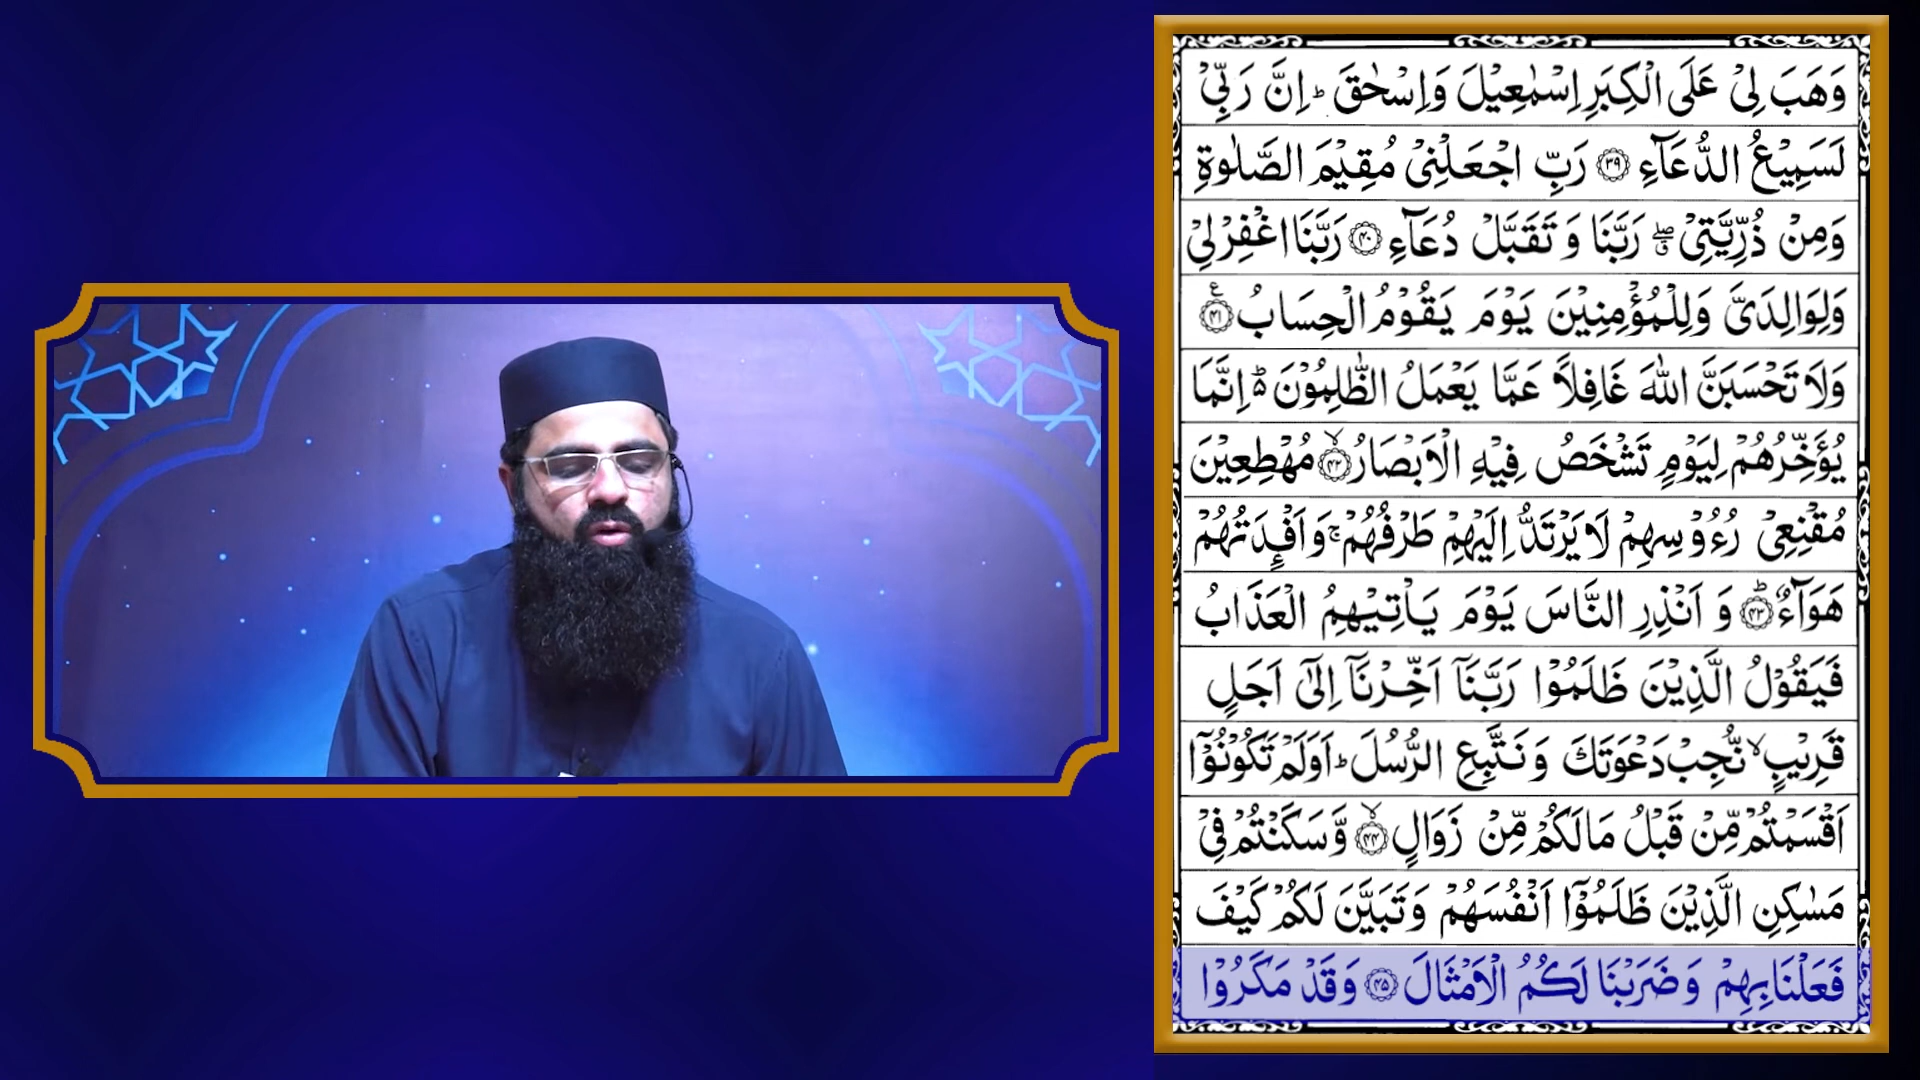 وَهَبَ لِیْ عَلَی الْكِبَرِ اِسْمٰعِیْلَ وَاِسْحٰقَ ؕ اِنَّ رَبِّیْ
لَسَمِیْعُ الدُّعَآءِ ۟۳۹ رَبِّ اجْعَلْنِیْ مُقِیْمَ الصَّلٰوةِ
وَمِنْ ذُرِّیَّتِیْ ۖۗ رَبَّنَا وَ تَقَبَّلْ دُعَآءِ ۟۴۰ رَبَّنَا اغْفِرْ لِیْ
وَلِوَالِدَیَّ وَلِلْمُؤْمِنِیْنَ یَوْمَ یَقُوْمُ الْحِسَابُ ۟۴۱ ع
وَلَا تَحْسَبَنَّ اللّٰهَ غَافِلًا عَمَّا یَعْمَلُ الظّٰلِمُوْنَ ؕ۬ اِنَّمَا
یُؤَخِّرُهُمْ لِیَوْمٍ تَشْخَصُ فِیْهِ الْاَبْصَارُ ۟ۙ۴۲ مُهْطِعِیْنَ
مُقْنِعِیْ رُءُوْسِهِمْ لَا یَرْتَدُّ اِلَیْهِمْ طَرْفُهُمْ ۚ وَاَفْـِٕدَتُهُمْ
هَوَآءٌ ۟ؕ۴۳ وَ اَنْذِرِ النَّاسَ یَوْمَ یَاْتِیْهِمُ الْعَذَابُ
فَیَقُوْلُ الَّذِیْنَ ظَلَمُوْا رَبَّنَاۤ اَخِّرْنَاۤ اِلٰۤی اَجَلٍ
قَرِیْبٍ ۙ نُّجِبْ دَعْوَتَكَ وَ نَتَّبِعِ الرُّسُلَ ؕ اَوَلَمْ تَكُوْنُوْۤا
اَقْسَمْتُمْ مِّنْ قَبْلُ مَا لَكُمْ مِّنْ زَوَالٍ ۟ۙ۴۴ وَّسَكَنْتُمْ فِیْ
مَسٰكِنِ الَّذِیْنَ ظَلَمُوْۤا اَنْفُسَهُمْ وَ تَبَیَّنَ لَكُمْ كَیْفَ
فَعَلْنَا بِهِمْ وَ ضَرَبْنَا لَكُمُ الْاَمْثَالَ ۟۴۵ وَ قَدْ مَكَرُوْا